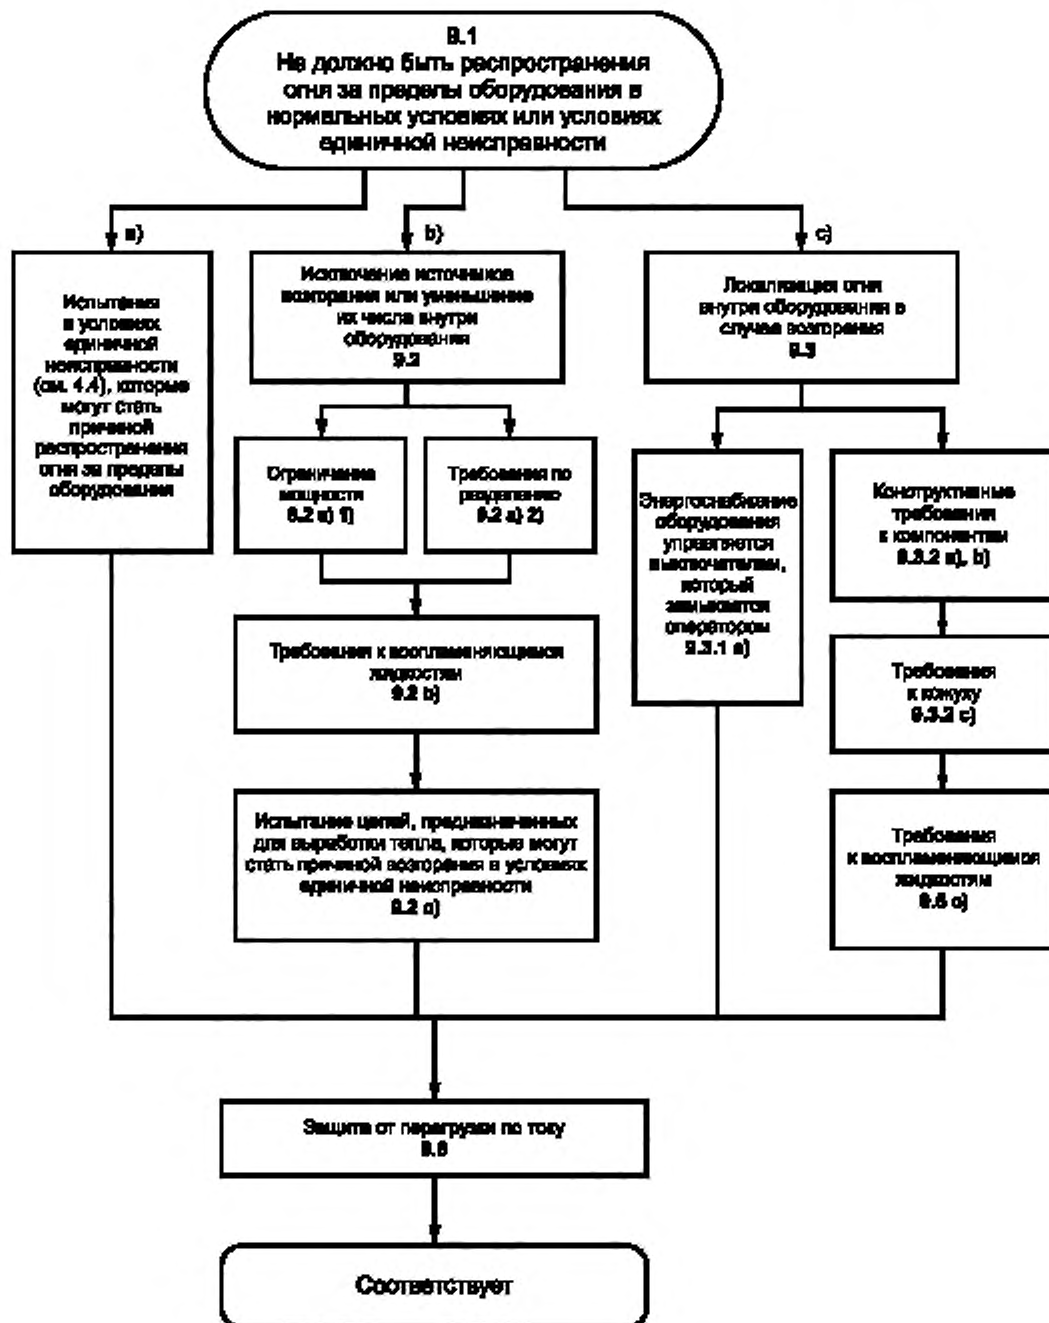 9.1
Не должно быть распространения
огня за пределы оборудования в
нормальных условиях или условиях
единичной неисправности
a)
b)
c)
Испытания
в условиях
единичной
неисправности
(см. 4.4), которые
могут стать
причиной
распространения
огня за пределы
оборудования
Исключение источников
возгорания или уменьшение
их числа внутри
оборудования
9.2
Локализация огня
внутри оборудования в
случае возгорания
9.3
Ограничение
мощности
9.2 a) 1)
Требования по
разделению
9.2 a) 2)
Энергоснабжение
оборудования
управляется
выключателем,
который
замыкается
оператором
9.3.1 a)
Конструктивные
требования
к компонентам
9.3.2 a), b)
Требования к воспламеняющимся
жидкостям
9.2 b)
Требования
к кожуху
9.3.2 c)
Испытание цепей, предназначенных
для выработки тепла, которые могут
стать причиной возгорания в условиях
единичной неисправности
9.2 c)
Требования
к воспламеняющимся
жидкостям
9.5 c)
Защита от перегрузки по току
9.6
Соответствует